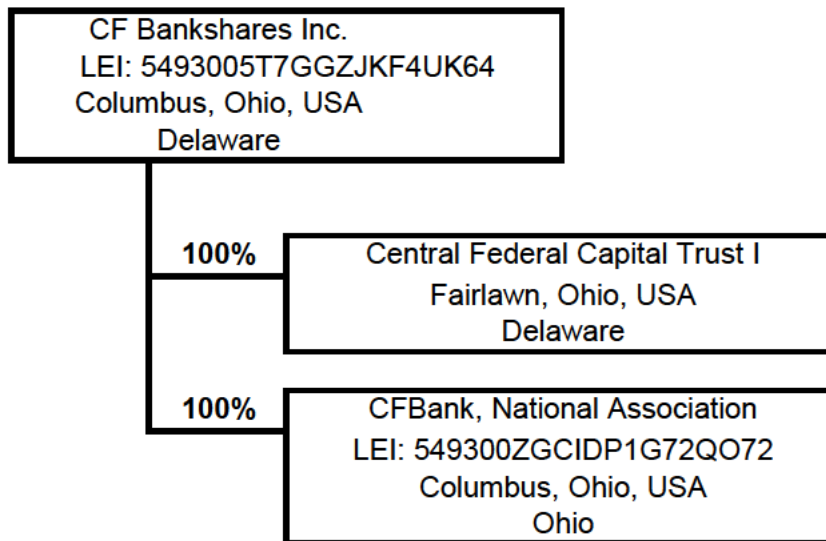 CF Bankshares Inc.
LEI: 5493005T7GGZJKF4UK64
Columbus, Ohio, USA
Delaware
100%
Central Federal Capital Trust I
Fairlawn, Ohio, USA
Delaware
100%
CFBank, National Association
LEI: 549300ZGCIDP1G72QO72
Columbus, Ohio, USA
Ohio